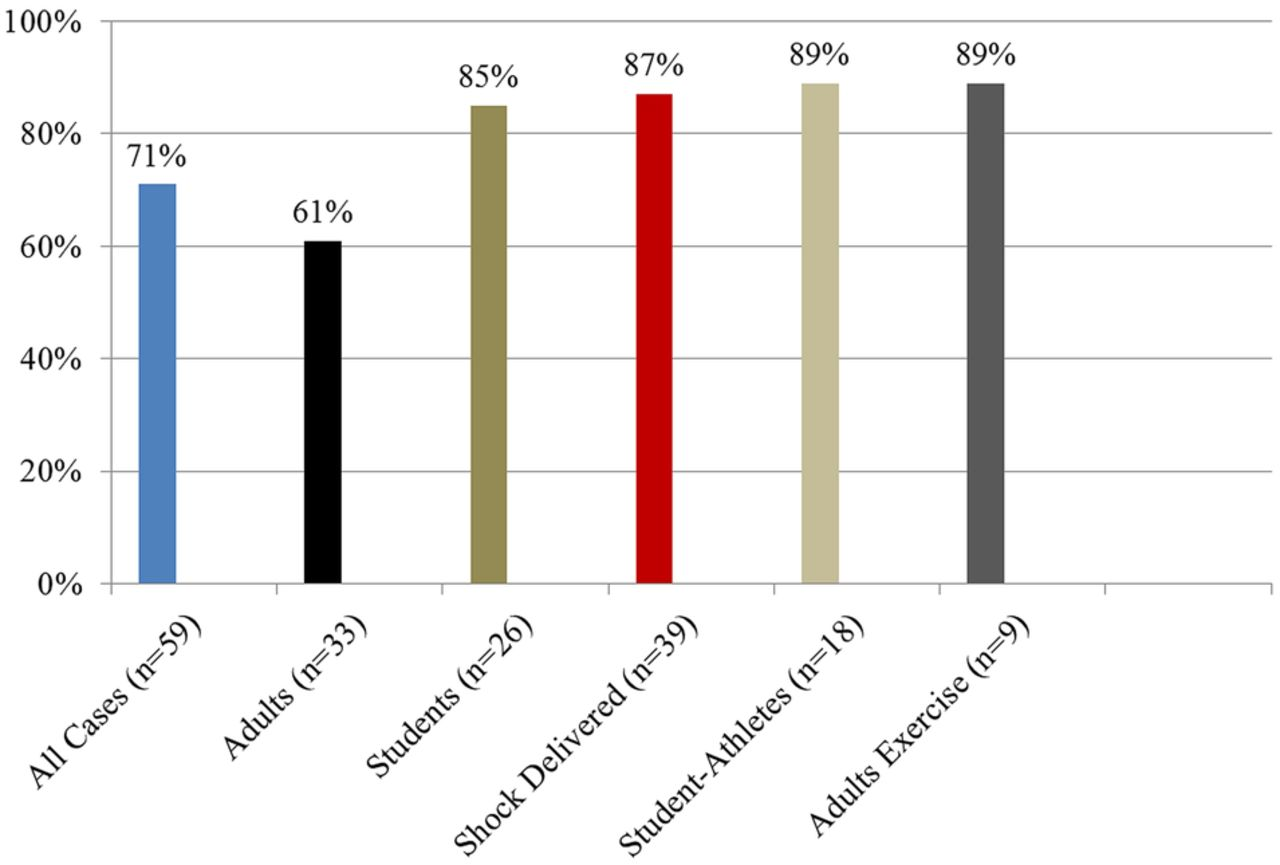 100%
80%
60%
40%
20%
0%
71%
61%
85%
87%
89%
89%
All Cases (n=59)
Adults (n=33)
Students (n=26)
Shock Delivered (n=39)
Student-Athletes (n=18)
Adults Exercise (n=9)